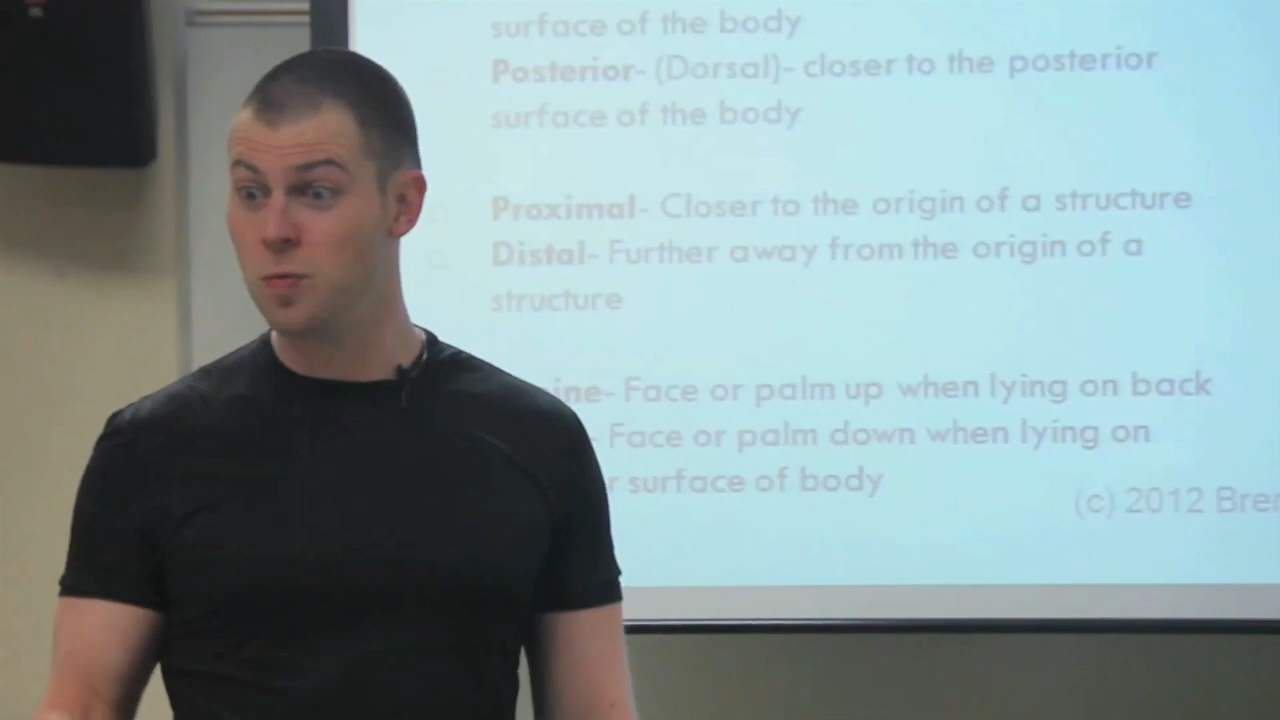 surface of the body
Posterior- (Dorsal)- closer to the posterior
surface of the body
Proximal- Closer to the origin of a structure
Distal- Further away from the origin of a
structure
ine- Face or palm up when lying on back
- Face or palm down when lying on
r surface of body
(c) 2012 Bre